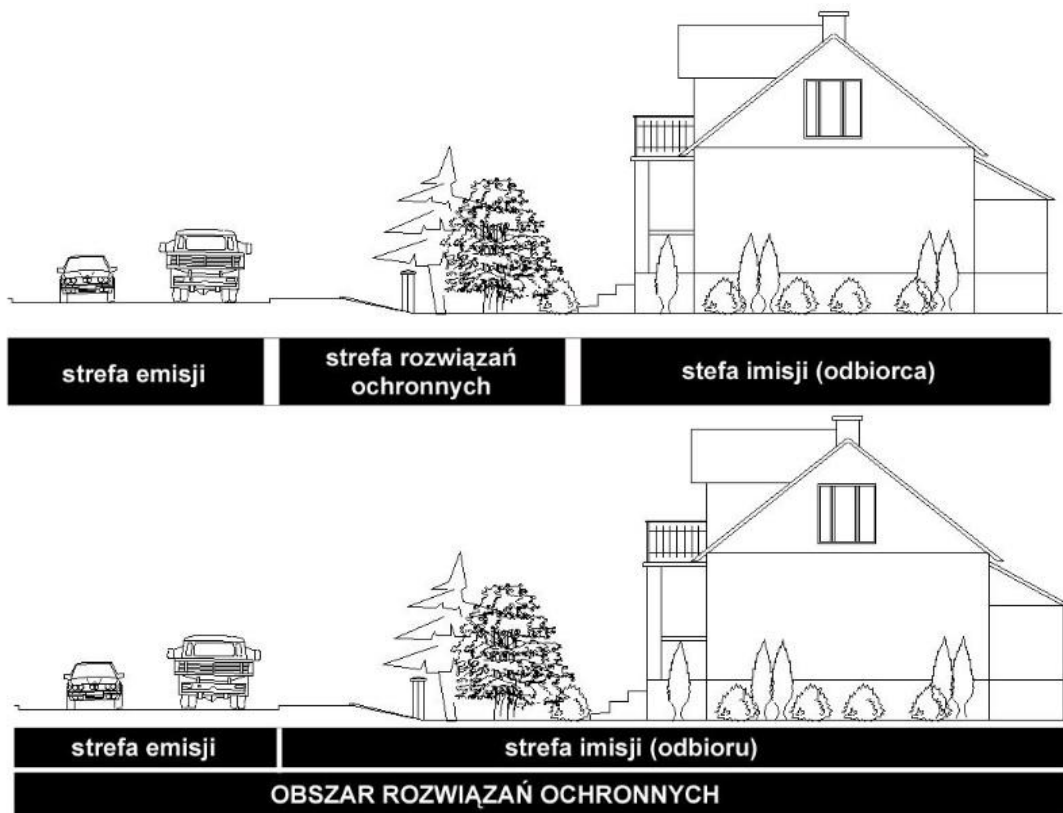 strefa emisji
strefa rozwiązań
ochronnych
stefa imisji (odbiorca)
strefa emisji
strefa imisji (odbioru)
OBSZAR ROZWIĄZAŃ OCHRONNYCH